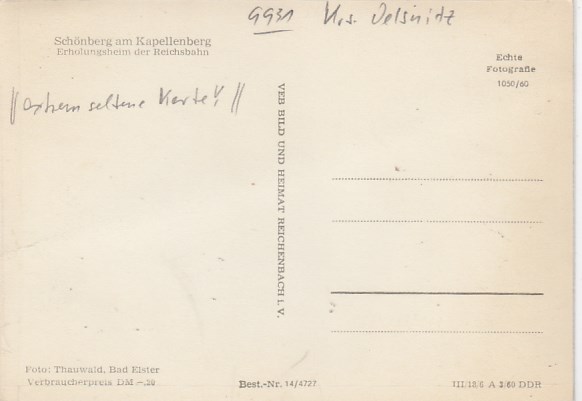 9931 Krs. Oelsnitz
Schönberg am Kapellenberg
Erholungsheim der Reichsbahn
Echte
Fotografie
1050/60
|| extrem seltene Karte! ||
VEB BILD UND HEIMAT REICHENBACH i. V.
Foto: Thauwald, Bad Elster
Verbraucherpreis DM –.20
Best.-Nr. 14/4727
III/18/6 A 2/60 DDR